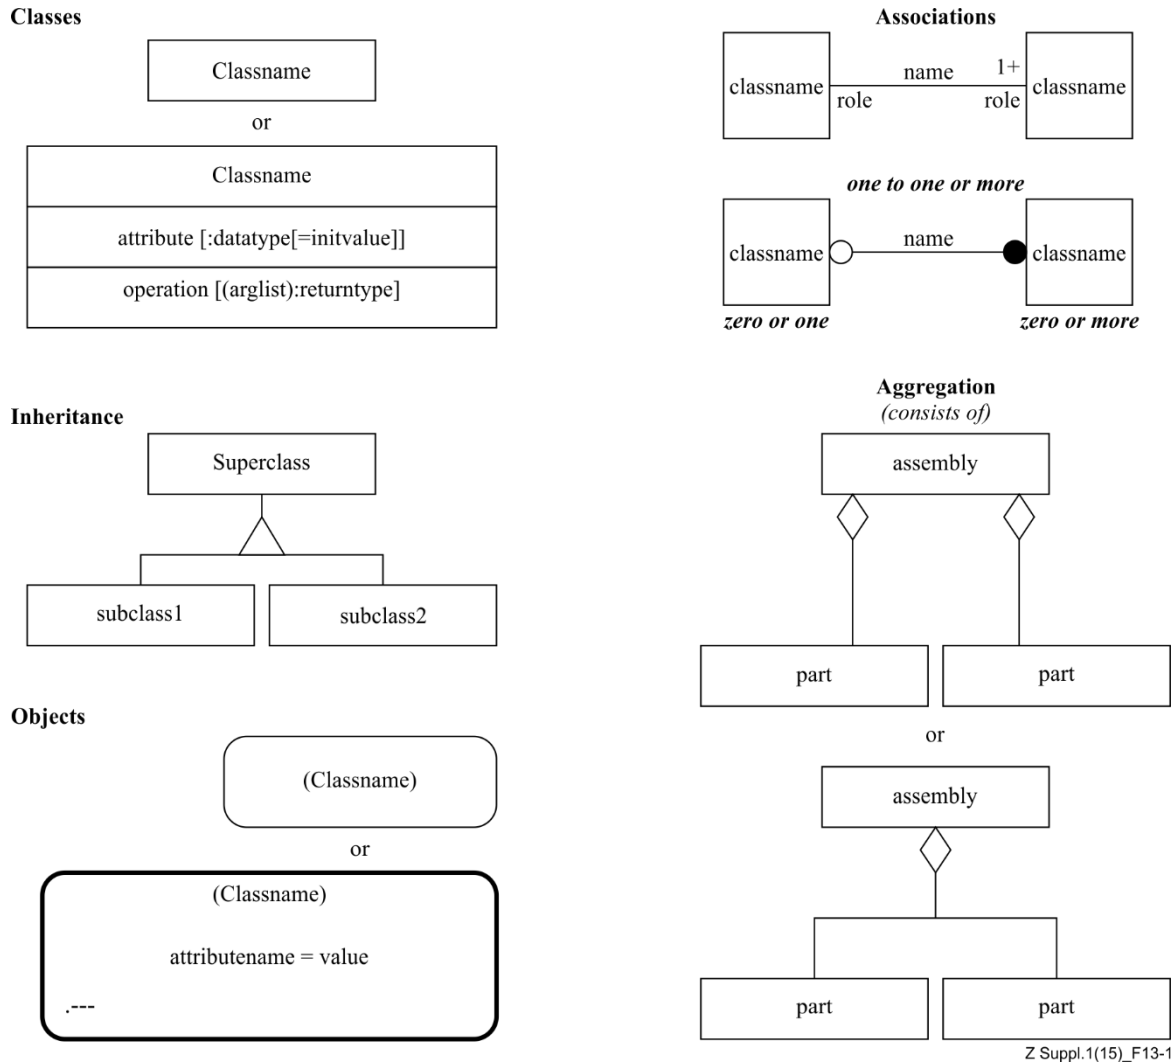 Classes
Classname
or
Classname
attribute [:datatype[=initvalue]]
operation [(arglist):returntype]
Inheritance
Superclass
subclass1 subclass2
Objects
(Classname)
or
(Classname)
attributename = value
.---
Associations
classname name 1+ classname
role role
one to one or more
classname name classname
zero or one zero or more
Aggregation
(consists of)
assembly
part part
or
assembly
part part
Z Suppl.1(15)_F13-1